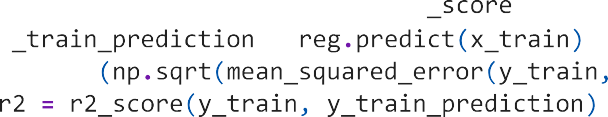 _score
_train_prediction reg.predict(x_train)
(np.sqrt(mean_squared_error(y_train,
r2 = r2_score(y_train, y_train_prediction)